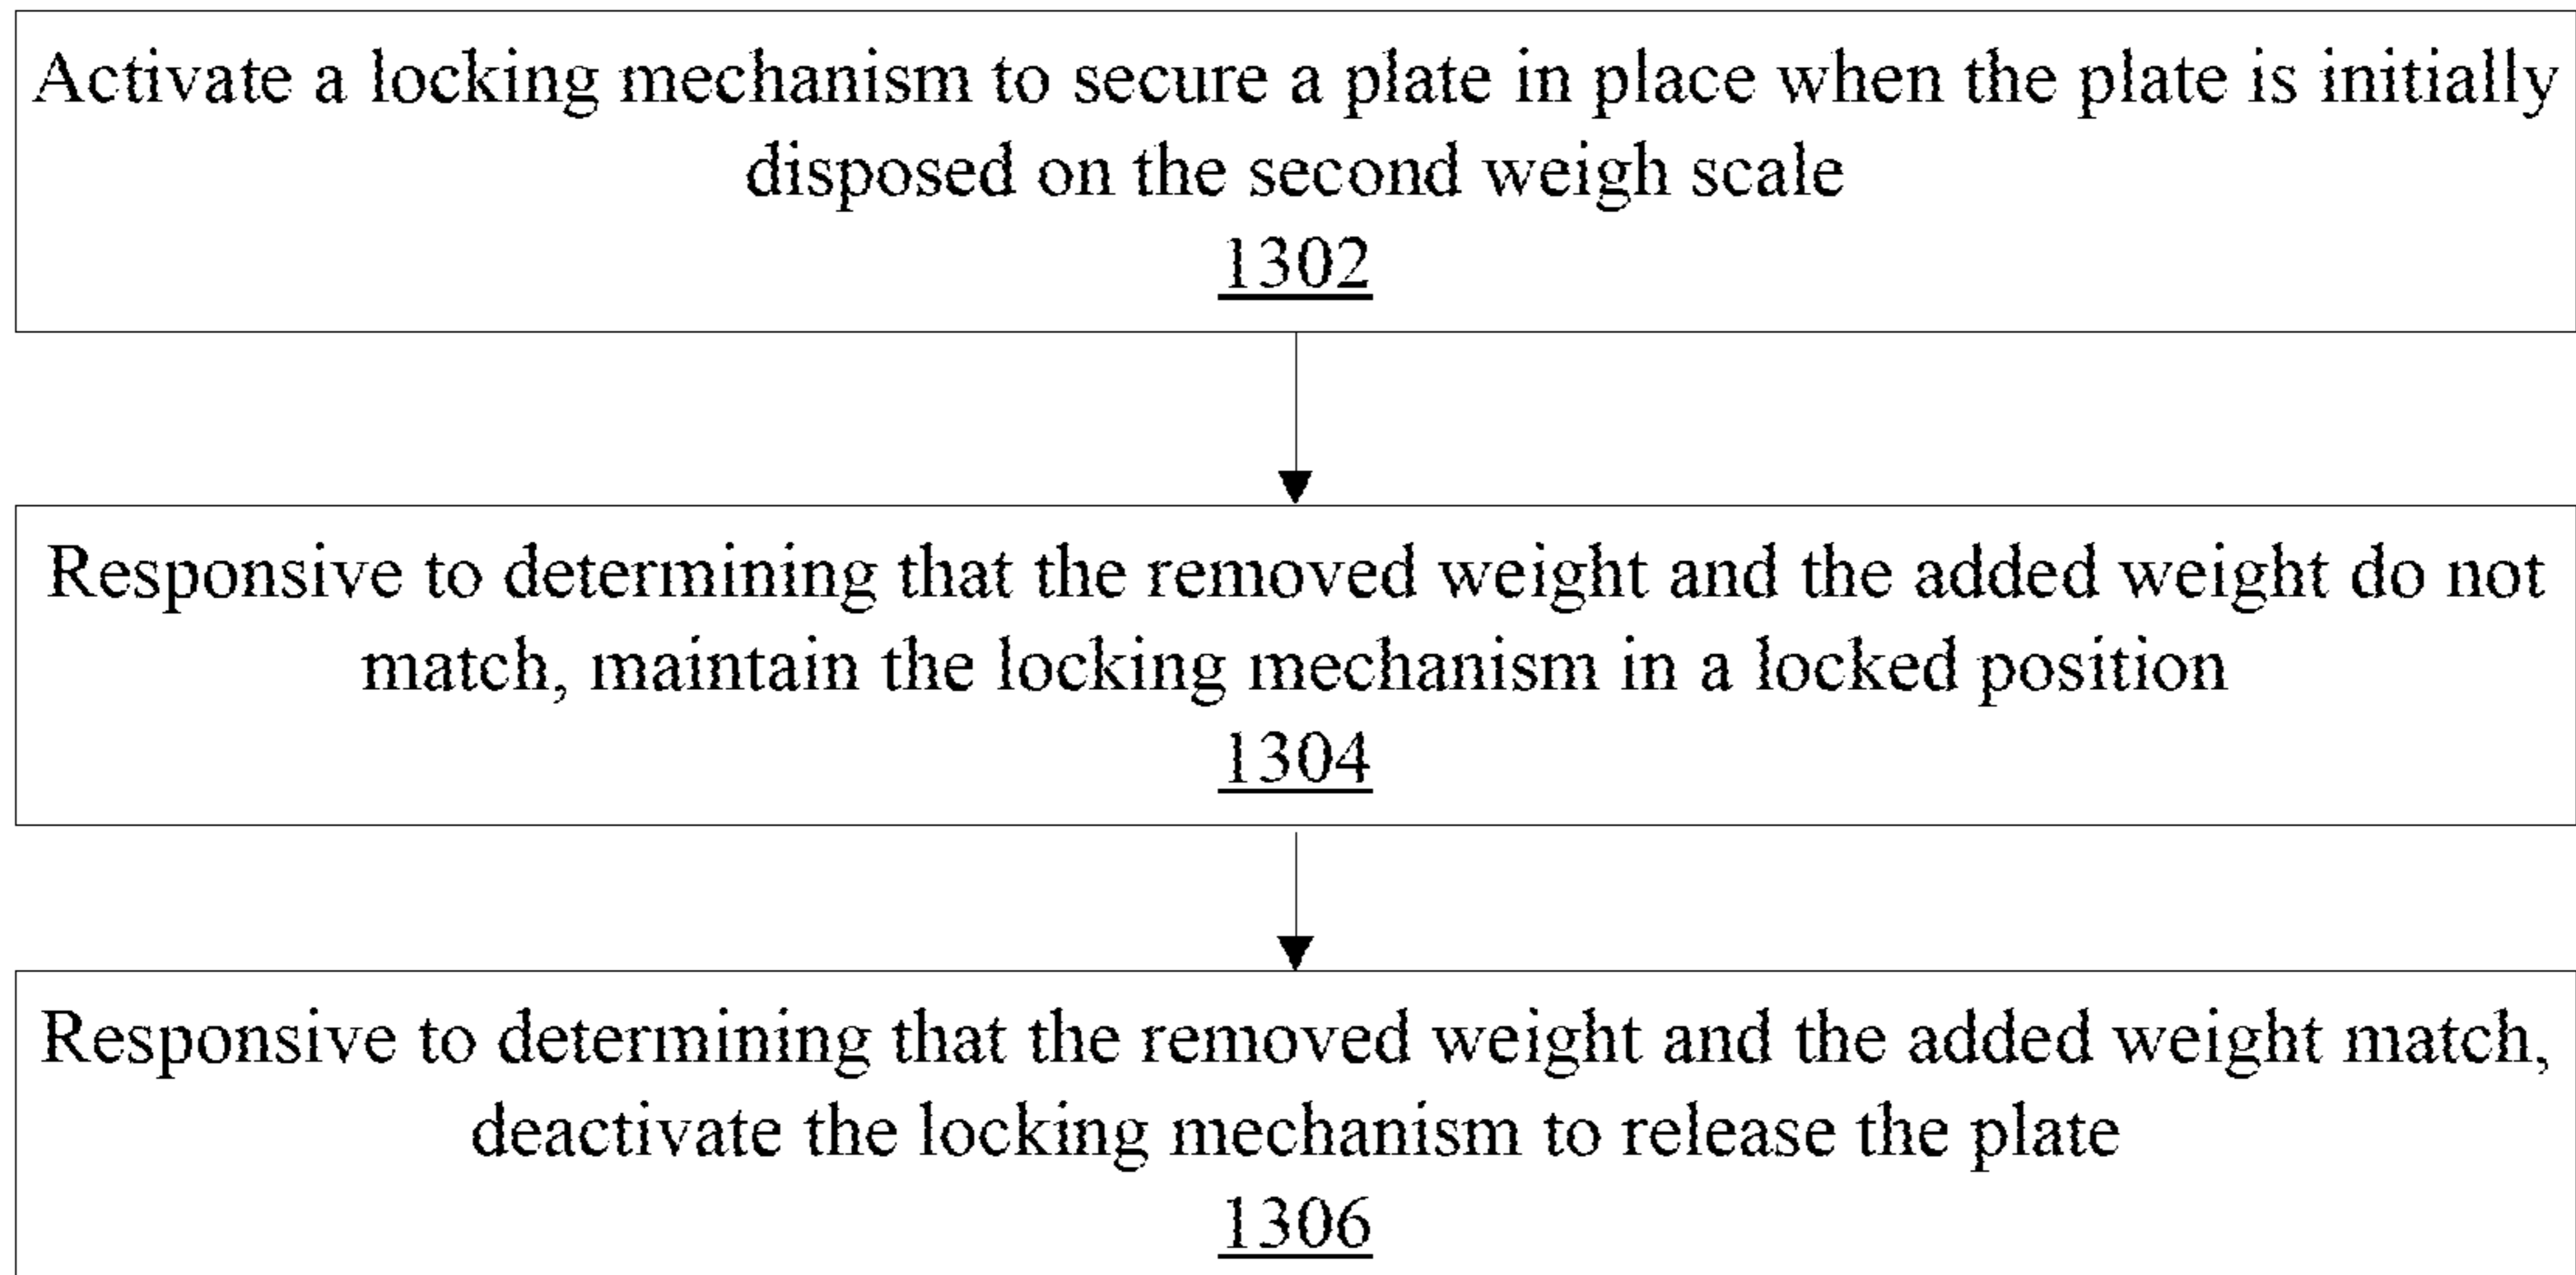 Activate a locking mechanism to secure a plate in place when the plate is initially
disposed on the second weigh scale
1302
Responsive to determining that the removed weight and the added weight do not
match, maintain the locking mechanism in a locked position
1304
Responsive to determining that the removed weight and the added weight match,
deactivate the locking mechanism to release the plate
1306